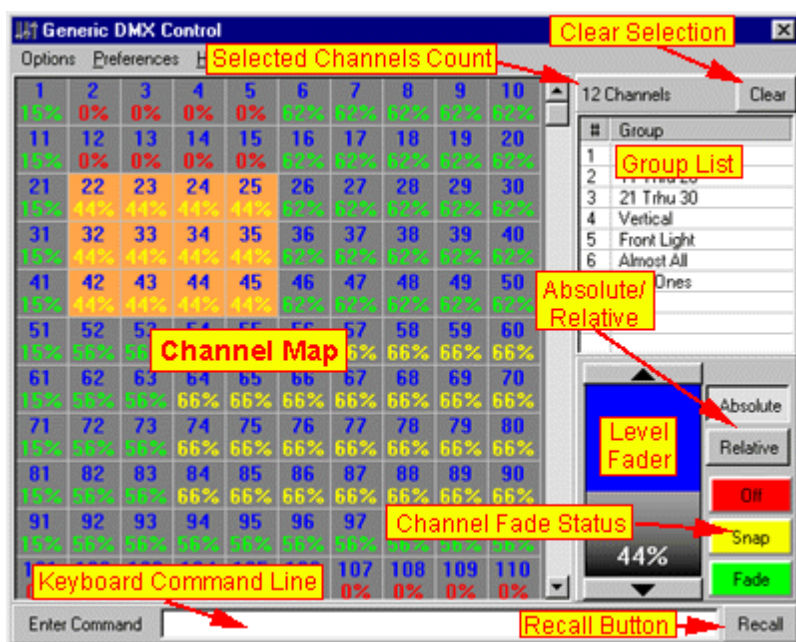 Generic DMX Control
Clear Selection
Options Preferences H
Selected Channels Count
12 Channels Clear
1 2 3 4 5 6 7 8 9 10
15% 0% 0% 0% 0% 62% 62% 62% 62% 62%
11 12 13 14 15 16 17 18 19 20
15% 0% 0% 0% 0% 62% 62% 62% 62% 62%
21 22 23 24 25 26 27 28 29 30
15% 44% 44% 44% 44% 62% 62% 62% 62% 62%
31 32 33 34 35 36 37 38 39 40
15% 44% 44% 44% 44% 62% 62% 62% 62% 62%
41 42 43 44 45 46 47 48 49 50
15% 44% 44% 44% 44% 62% 62% 62% 62% 62%
51 52 53 57 58 59 60
15% 56% 66% 66% 66%
Channel Map
61 62 63 64 65 66 67 68 69 70
15% 56% 56% 66% 66% 66% 66% 66% 66% 66%
71 72 73 74 75 76 77 78 79 80
15% 56% 56% 66% 66% 66% 66% 66% 66% 66%
81 82 83 84 85 86 87 88 89 90
15% 56% 56% 66% 66% 66% 66% 66% 66% 66%
91 92 93 94 95 96 97
15% 56% 56% 56% 56% 56% 56% 56% 56% 56%
107 108 109 110
0% 0% 0% 0%
# Group
1
Group List
2
3 21 Trhu 30
4 Vertical
5 Front Light
6 Almost All
Ones
Absolute/
Relative
Level
Fader
44%
Absolute
Relative
Off
Channel Fade Status
Snap
Fade
Keyboard Command Line
Enter Command
Recall Button
Recall